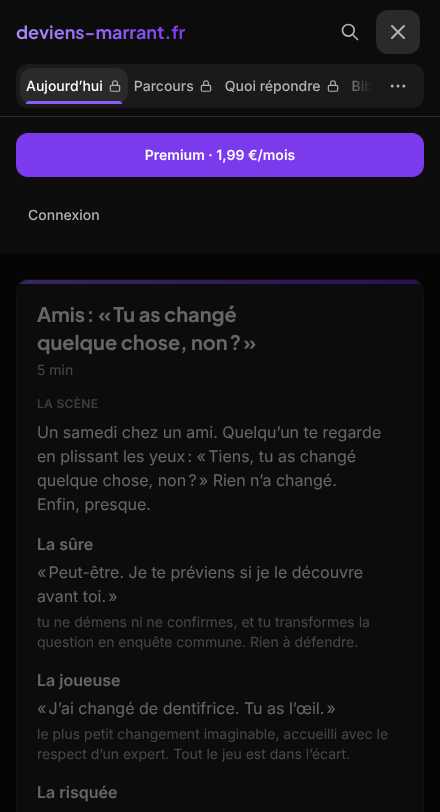 deviens-marrant.fr
Aujourd’hui Parcours Quoi répondre Bib
Premium · 1,99 €/mois
Connexion
Amis : « Tu as changé
quelque chose, non ? »
5 min
LA SCÈNE
Un samedi chez un ami. Quelqu’un te regarde
en plissant les yeux : « Tiens, tu as changé
quelque chose, non ? » Rien n’a changé.
Enfin, presque.
La sûre
« Peut-être. Je te préviens si je le découvre
avant toi. »
tu ne démens ni ne confirmes, et tu transformes la
question en enquête commune. Rien à défendre.
La joueuse
« J’ai changé de dentifrice. Tu as l’œil. »
le plus petit changement imaginable, accueilli avec le
respect d’un expert. Tout le jeu est dans l’écart.
La risquée